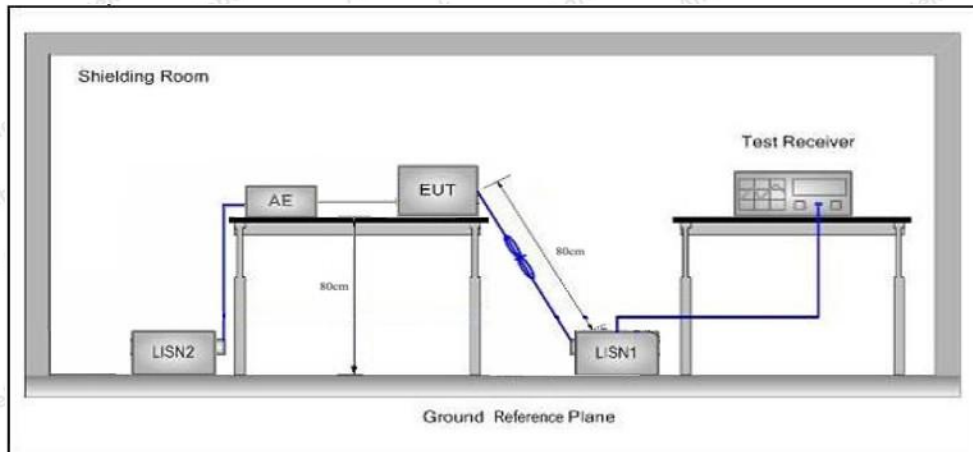 Shielding Room
Test Receiver
AE
EUT
80cm
80cm
LISN2
LISN1
Ground Reference Plane